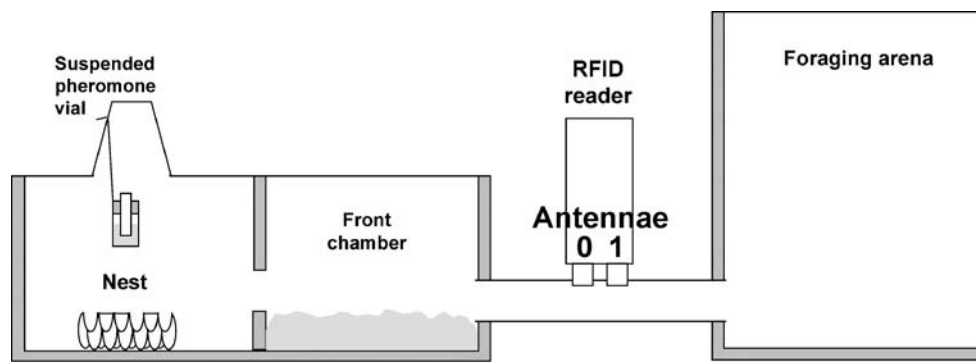 Suspended
pheromone
vial
Nest
Front
chamber
RFID
reader
Antennae
0 1
Foraging arena